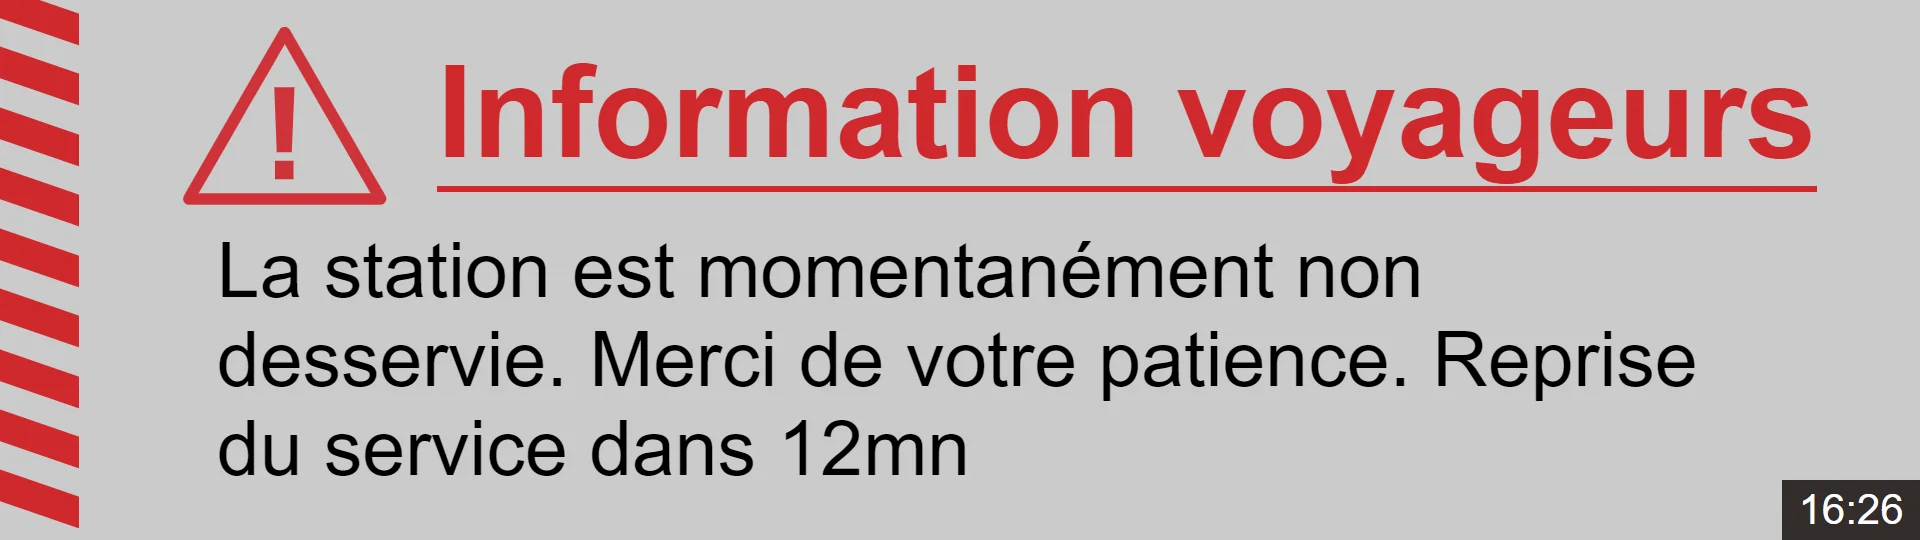 Information voyageurs
La station est momentanément non
desservie. Merci de votre patience. Reprise
du service dans 12mn
16:26